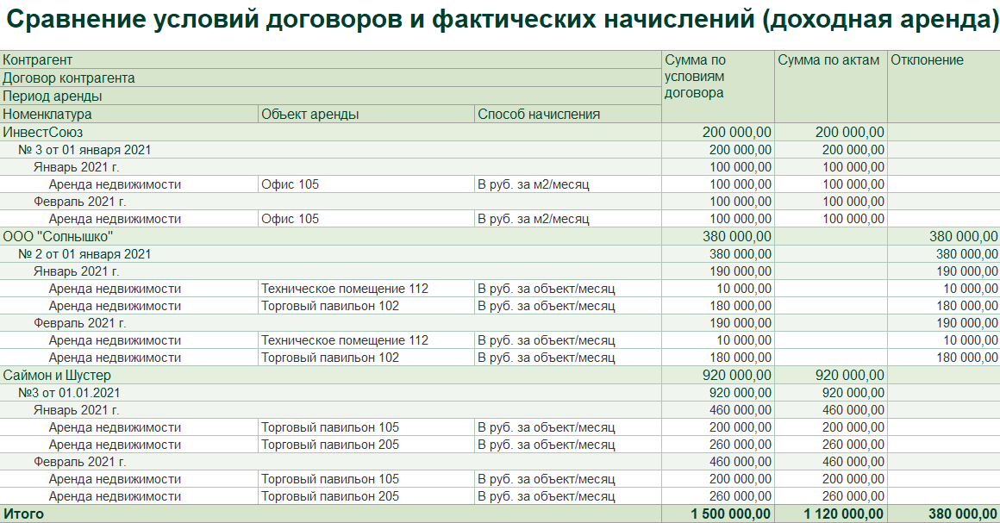 Сравнение условий договоров и фактических начислений (доходная аренда)
Контрагент Сумма по условиям договора Сумма по актам Отклонение
Договор контрагента
Период аренды
Номенклатура Объект аренды Способ начисления
ИнвестСоюз 200 000,00 200 000,00
№ 3 от 01 января 2021 200 000,00 200 000,00
Январь 2021 г. 100 000,00 100 000,00
Аренда недвижимости Офис 105 В руб. за м2/месяц 100 000,00 100 000,00
Февраль 2021 г. 100 000,00 100 000,00
Аренда недвижимости Офис 105 В руб. за м2/месяц 100 000,00 100 000,00
ООО "Солнышко" 380 000,00 380 000,00
№ 2 от 01 января 2021 380 000,00 380 000,00
Январь 2021 г. 190 000,00 190 000,00
Аренда недвижимости Техническое помещение 112 В руб. за объект/месяц 10 000,00 10 000,00
Аренда недвижимости Торговый павильон 102 В руб. за объект/месяц 180 000,00 180 000,00
Февраль 2021 г. 190 000,00 190 000,00
Аренда недвижимости Техническое помещение 112 В руб. за объект/месяц 10 000,00 10 000,00
Аренда недвижимости Торговый павильон 102 В руб. за объект/месяц 180 000,00 180 000,00
Саймон и Шустер 920 000,00 920 000,00
№3 от 01.01.2021 920 000,00 920 000,00
Январь 2021 г. 460 000,00 460 000,00
Аренда недвижимости Торговый павильон 105 В руб. за объект/месяц 200 000,00 200 000,00
Аренда недвижимости Торговый павильон 205 В руб. за объект/месяц 260 000,00 260 000,00
Февраль 2021 г. 460 000,00 460 000,00
Аренда недвижимости Торговый павильон 105 В руб. за объект/месяц 200 000,00 200 000,00
Аренда недвижимости Торговый павильон 205 В руб. за объект/месяц 260 000,00 260 000,00
Итого 1 500 000,00 1 120 000,00 380 000,00